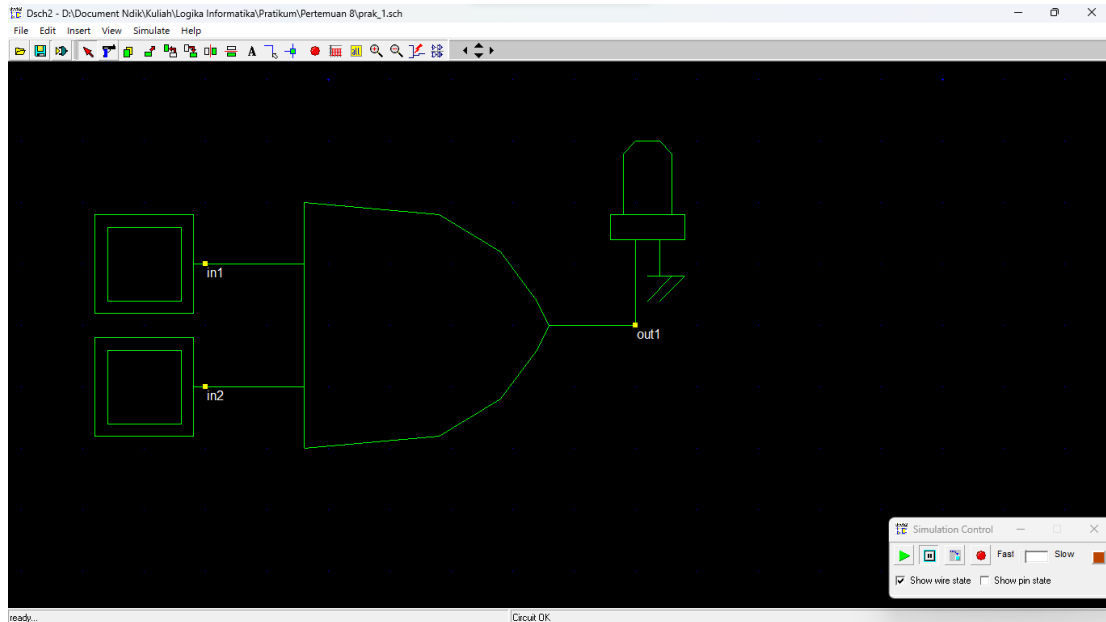 Dsch2 - D:\Document Ndik\Kuliah\Logika Informatika\Pratikum\Pertemuan 8\prak_1.sch
File Edit Insert View Simulate Help
A
in1
out1
in2
Simulation Control
Fast Slow
Show wire state Show pin state
ready... Circuit OK